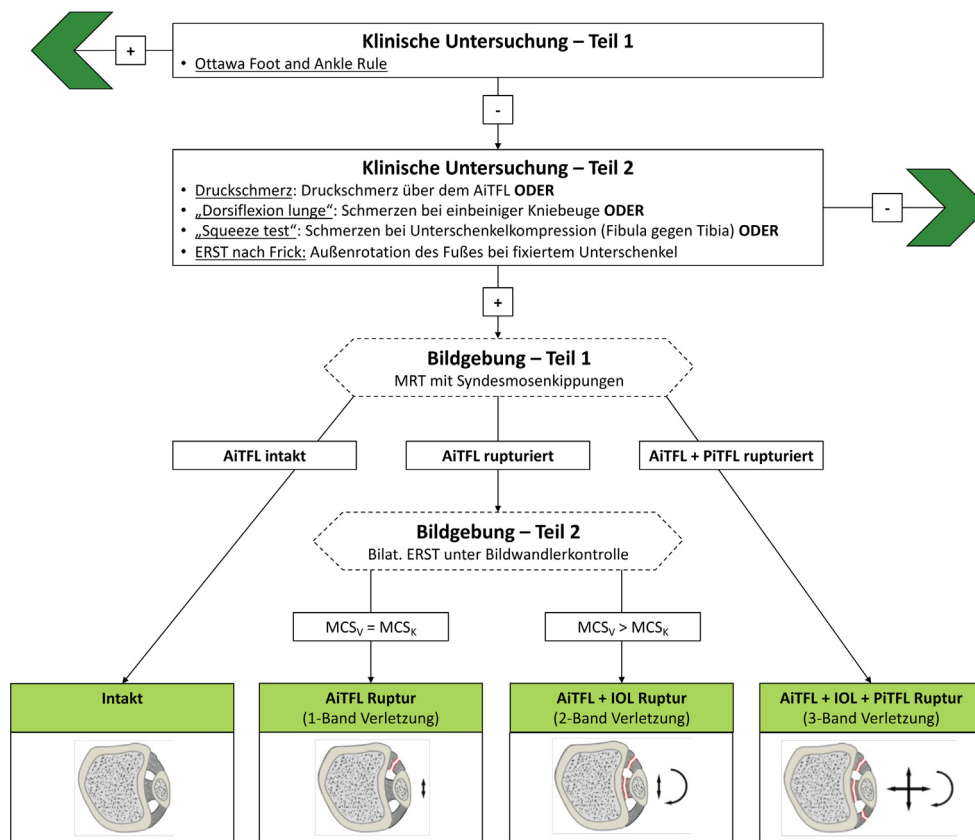 Klinische Untersuchung – Teil 1
+
• Ottawa Foot and Ankle Rule
-
Klinische Untersuchung – Teil 2
• Druckschmerz: Druckschmerz über dem AiTFL ODER
• „Dorsiflexion lunge“: Schmerzen bei einbeiniger Kniebeuge ODER
• „Squeeze test“: Schmerzen bei Unterschenkelkompression (Fibula gegen Tibia) ODER
• ERST nach Frick: Außenrotation des Fußes bei fixiertem Unterschenkel
-
+
Bildgebung – Teil 1
MRT mit Syndesmosenkippungen
AiTFL intakt
AiTFL rupturiert
AiTFL + PiTFL rupturiert
Bildgebung – Teil 2
Bilat. ERST unter Bildwandlerkontrolle
MCSV = MCSK
MCSV > MCSK
Intakt
AiTFL Ruptur
(1-Band Verletzung)
AiTFL + IOL Ruptur
(2-Band Verletzung)
AiTFL + IOL + PiTFL Ruptur
(3-Band Verletzung)